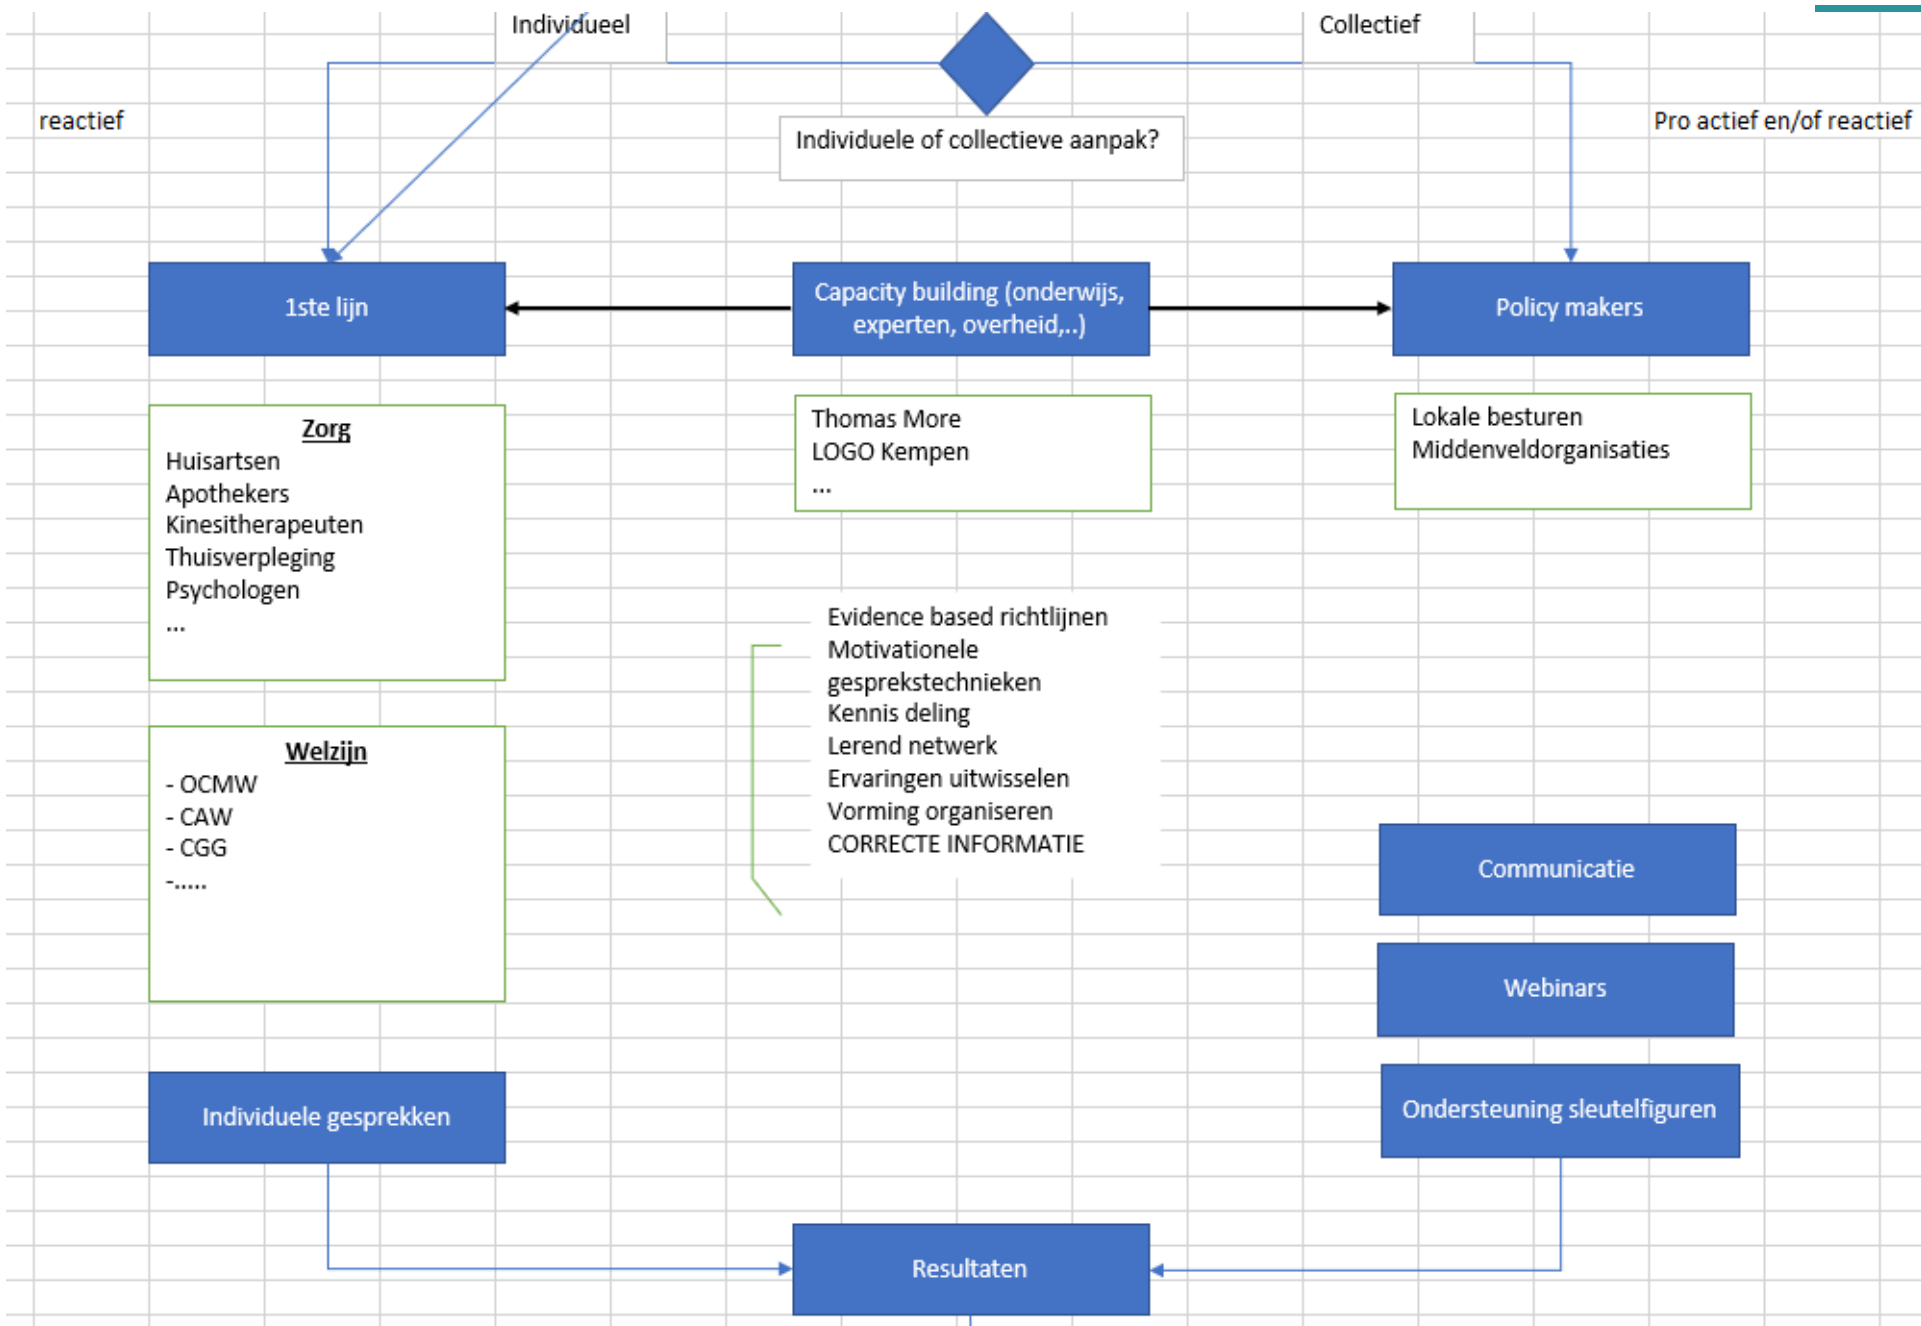 Individueel
Collectief
reactief
Pro actief en/of reactief
Individuele of collectieve aanpak?
1ste lijn
Capacity building (onderwijs,
experten, overheid,..)
Policy makers
Zorg
Huisartsen
Apothekers
Kinesitherapeuten
Thuisverpleging
Psychologen
...
Thomas More
LOGO Kempen
...
Lokale besturen
Middenveldorganisaties
Evidence based richtlijnen
Motivationele
gesprekstechnieken
Kennis deling
Lerend netwerk
Ervaringen uitwisselen
Vorming organiseren
CORRECTE INFORMATIE
Welzijn
- OCMW
- CAW
- CGG
-.....
Communicatie
Webinars
Ondersteuning sleutelfiguren
Individuele gesprekken
Resultaten